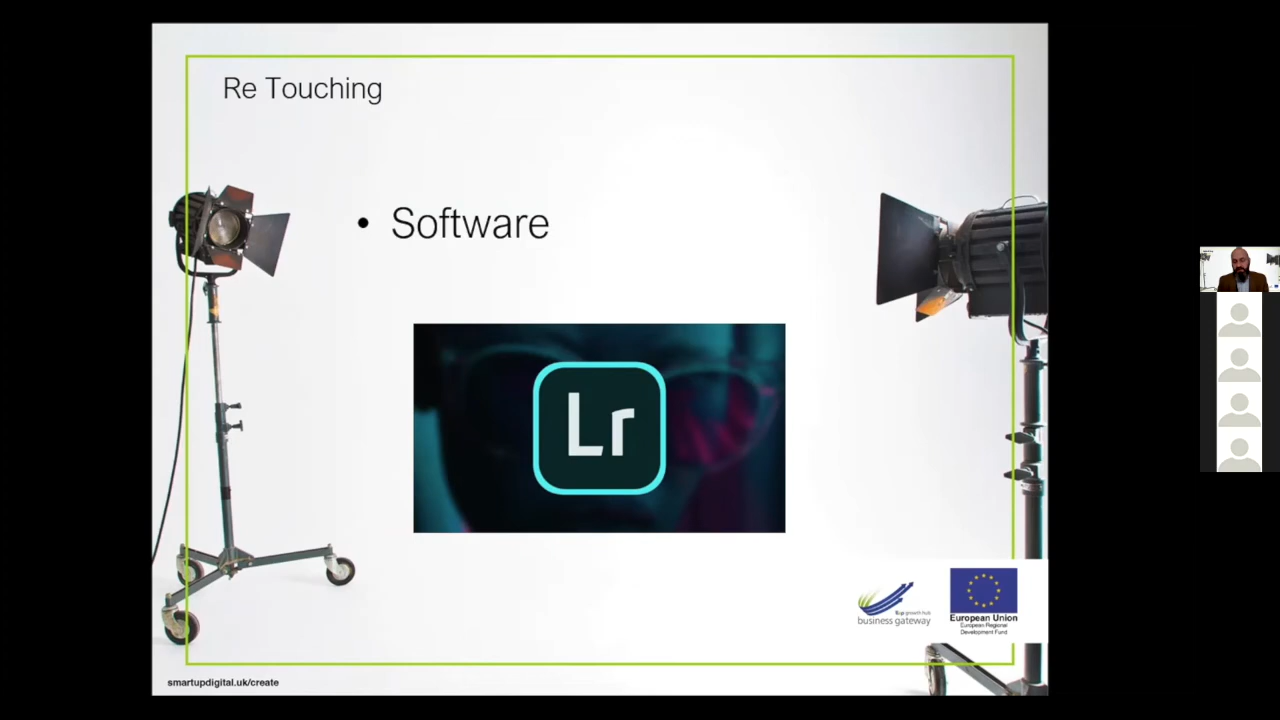 Re Touching
• Software
Lr
business gateway
European Union
European Regional
Development Fund
smartupdigital.uk/create